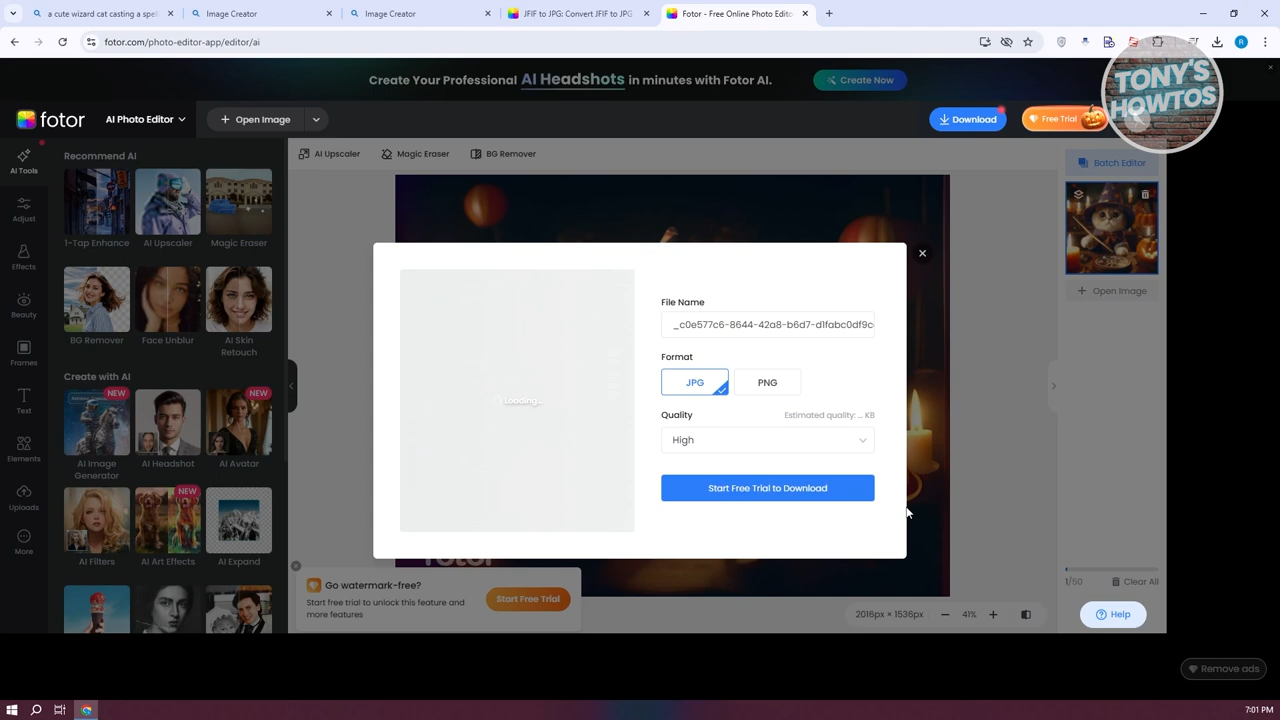 a cute wizard cat casting a spel
Image Creator
Image Creator
JFIF to JPG: Convert JFIF to JPG
Fotor - Free Online Photo Edito
fotor.com/photo-editor-app/editor/ai
R
TONY'S
HOWTOS
Create Your Professional AI Headshots in minutes with Fotor AI.
Create Now
fotor
AI Photo Editor
Open Image
Download
Free Trial
AI Tools
Adjust
Effects
Beauty
Frames
Text
Elements
Uploads
More
Recommend AI
1-Tap Enhance
AI Upscaler
Magic Eraser
BG Remover
Face Unblur
AI Skin
Retouch
Create with AI
NEW
NEW
AI Image
Generator
AI Headshot
AI Avatar
NEW
AI Filters
AI Art Effects
AI Expand
AI Upscaler
Magic Eraser
BG Remover
Loading...
File Name
_c0e577c6-8644-42a8-b6d7-d1fabc0df9c
Format
JPG
PNG
Quality
Estimated quality: ... KB
High
Start Free Trial to Download
Go watermark-free?
Start free trial to unlock this feature and
more features
Start Free Trial
2016px × 1536px
41%
Batch Editor
Open Image
1/50
Clear All
Help
Remove ads
7:01 PM